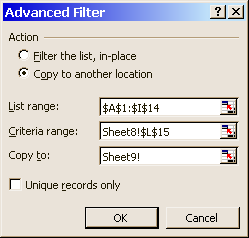 Advanced Filter
Action
Filter the list, in-place
Copy to another location
List range:
$A$1:$I$14
Criteria range:
Sheet8!$L$15
Copy to:
Sheet9!
Unique records only
OK
Cancel